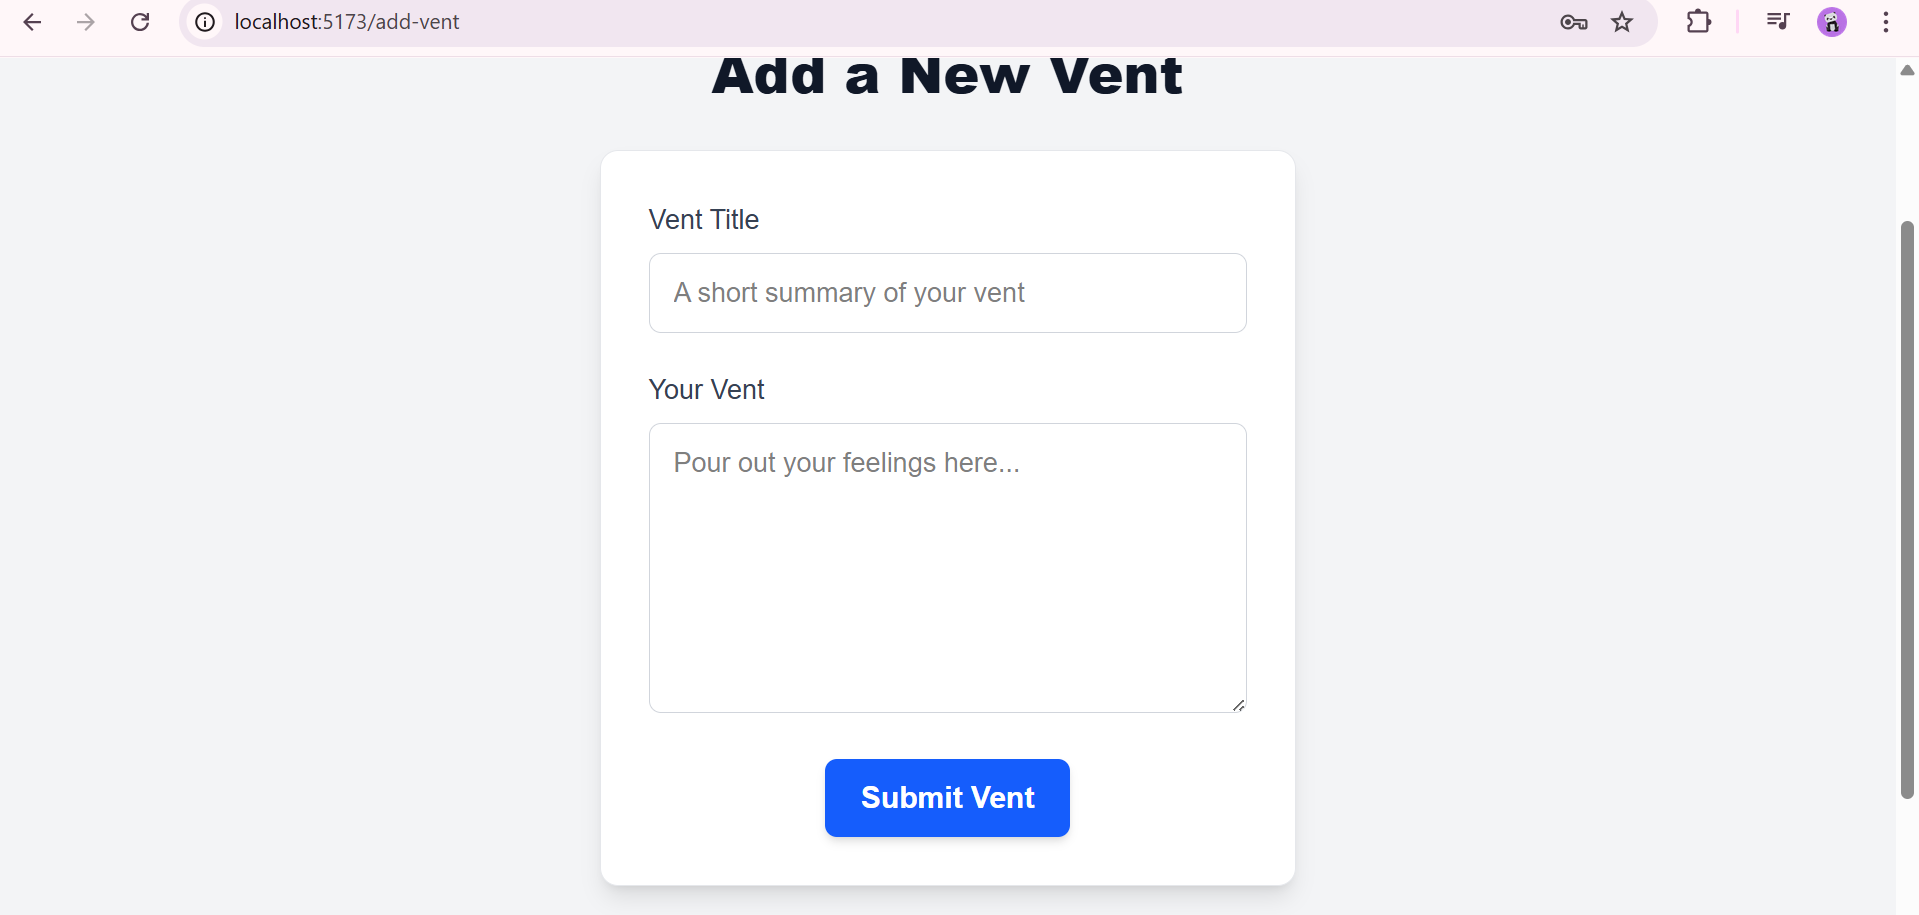 localhost:5173/add-vent
Add a New Vent
Vent Title
A short summary of your vent
Your Vent
Pour out your feelings here...
Submit Vent